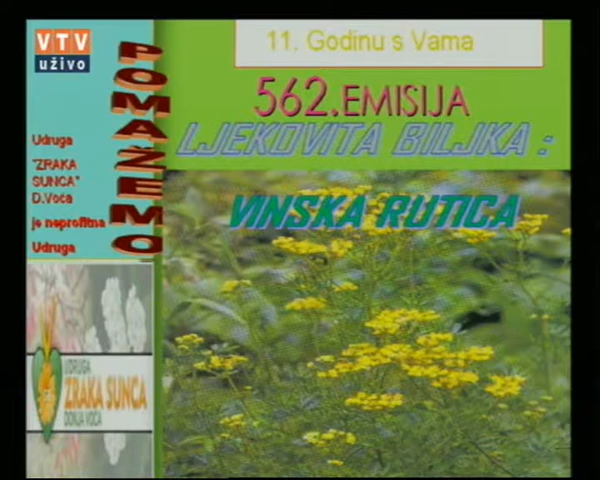 VTV
uživo
POMAŽEMO
11. Godinu s Vama
562.EMISIJA
LJEKOVITA BILJKA :
VINSKA RUTICA
Udruga
"ZRAKA
SUNCA"
D.Voća
je neprofitna
Udruga
UDRUGA
ZRAKA SUNCA
DONJA VOĆA